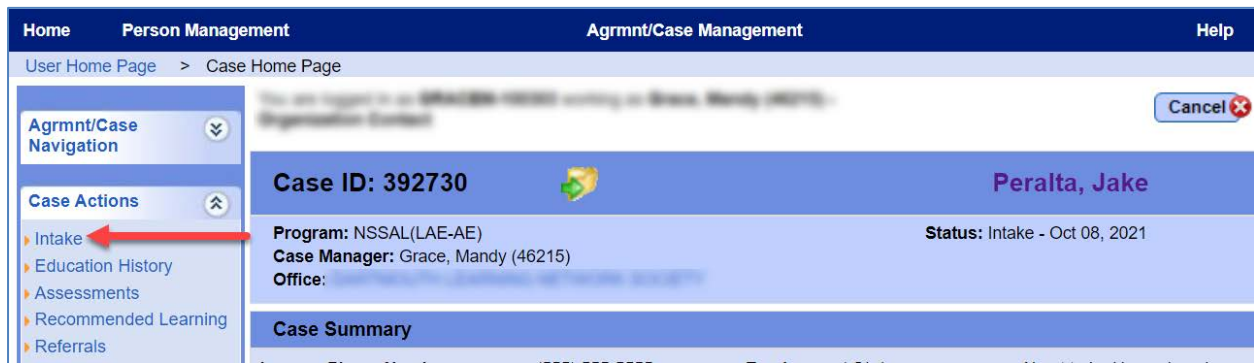 Home Person Management Agrmnt/Case Management Help
User Home Page > Case Home Page
Cancel
Agrmnt/Case
Navigation
Case ID: 392730 Peralta, Jake
Case Actions
Intake
Education History
Assessments
Recommended Learning
Referrals
Program: NSSAL(LAE-AE) Status: Intake - Oct 08, 2021
Case Manager: Grace, Mandy (46215)
Office:
Case Summary